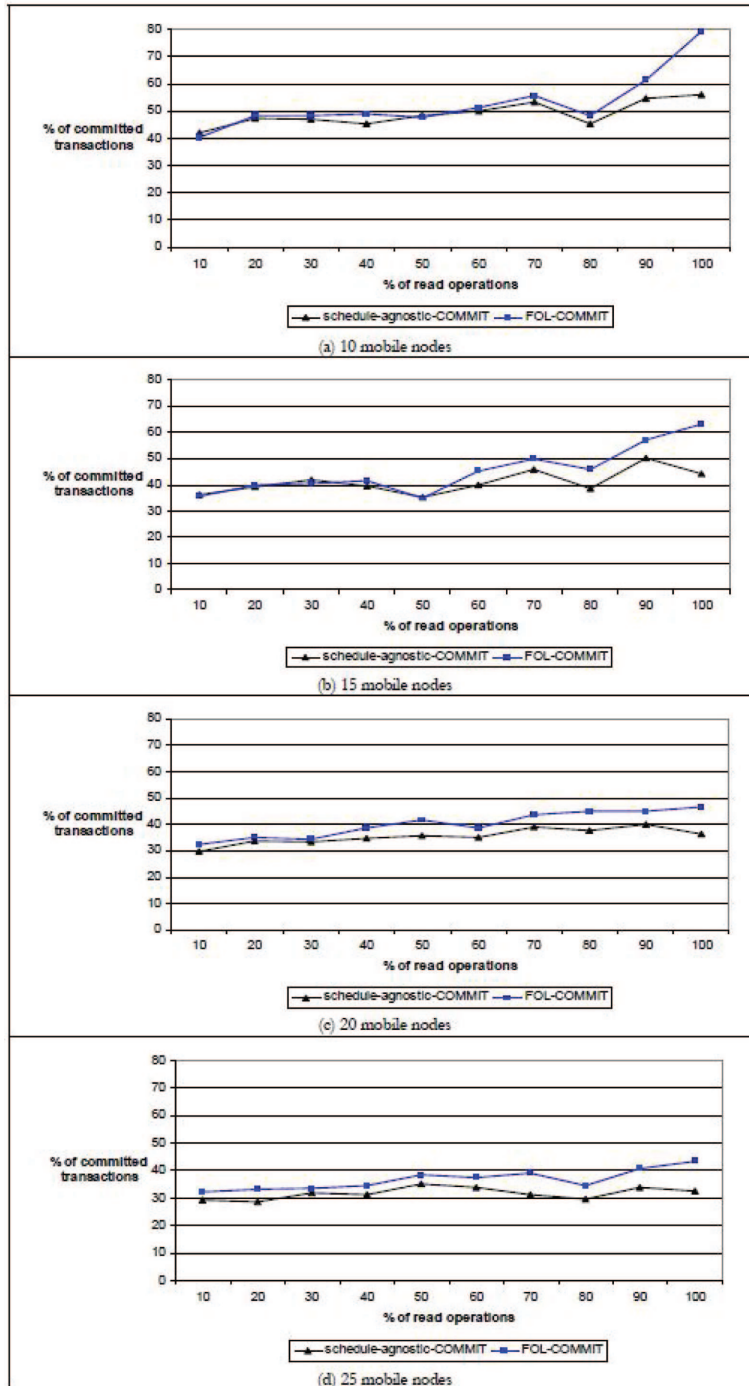 80
70
60
50
40
30
20
10
0
% of committed
transactions
10 20 30 40 50 60 70 80 90 100
% of read operations
schedule-agnostic-COMMIT FOL-COMMIT
(a) 10 mobile nodes
80
70
60
50
40
30
20
10
0
% of committed
transactions
10 20 30 40 50 60 70 80 90 100
% of read operations
schedule-agnostic-COMMIT FOL-COMMIT
(b) 15 mobile nodes
80
70
60
50
40
30
20
10
0
% of committed
transactions
10 20 30 40 50 60 70 80 90 100
% of read operations
schedule-agnostic-COMMIT FOL-COMMIT
(c) 20 mobile nodes
80
70
60
50
40
30
20
10
0
% of committed
transactions
10 20 30 40 50 60 70 80 90 100
% of read operations
schedule-agnostic-COMMIT FOL-COMMIT
(d) 25 mobile nodes